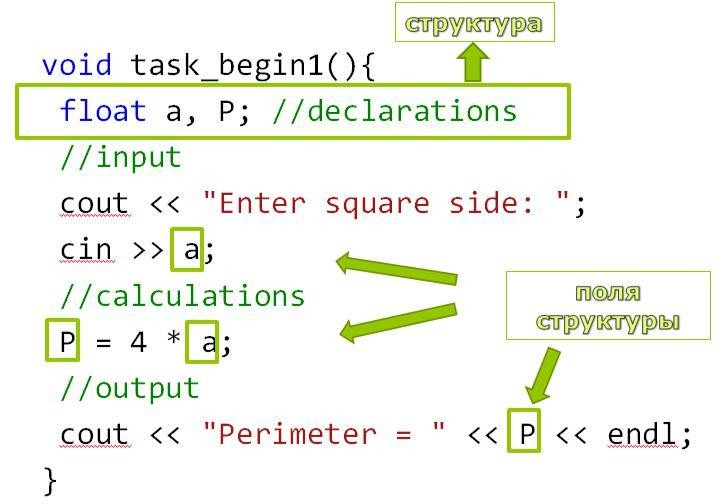 структура
void task_begin1(){
float a, P; //declarations
//input
cout << "Enter square side: ";
cin >> a;
//calculations
поля
структуры
P = 4 * a;
//output
cout << "Perimeter = " << P << endl;
}